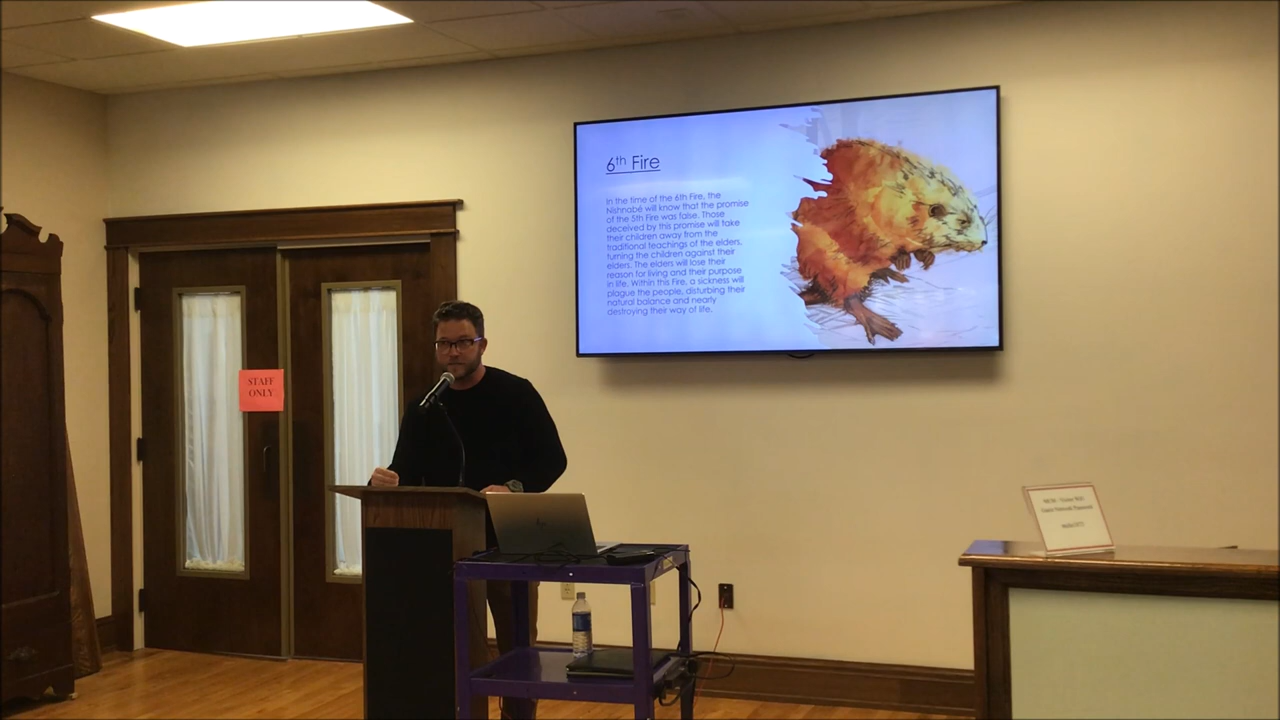 6th Fire
In the time of the 6th Fire, the
Nishnabé will know that the promise
of the 5th Fire was false. Those
deceived by this promise will take
their children away from the
traditional teachings of the elders,
turning the children against their
elders. The elders will lose their
reason for living and their purpose
in life. Within this Fire, a sickness will
plague the people, disturbing their
natural balance and nearly
destroying their way of life.
STAFF
ONLY
hp
Guest Network Password